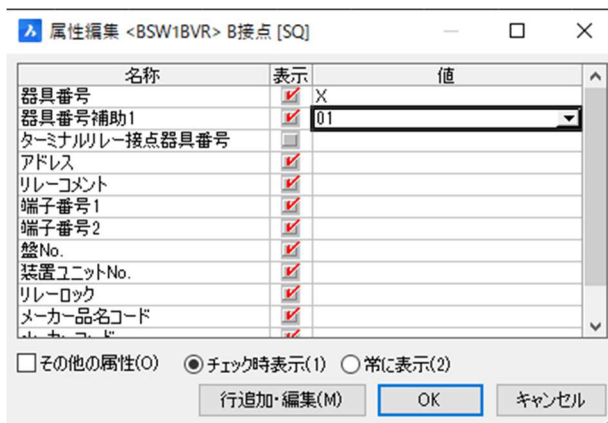 属性編集 <BSW1BVR> B接点 [SQ]
名称 表示 値
器具番号 X
器具番号補助1 01
ターミナルリレー接点器具番号
アドレス
リレーコメント
端子番号1
端子番号2
盤No.
装置ユニットNo.
リレーロック
メーカー品名コード
その他の属性(O) チェック時表示(1) 常に表示(2)
行追加・編集(M) OK キャンセル